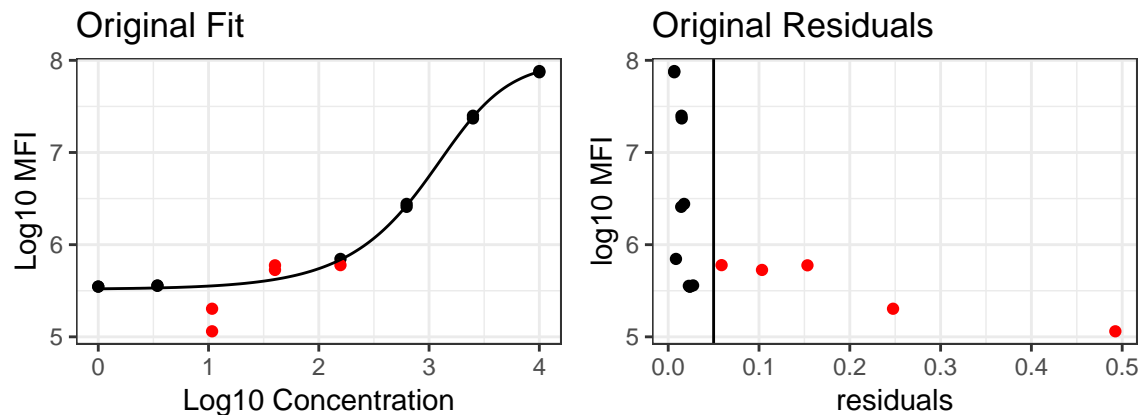 Original Fit
Log10 MFI
8
7
6
5
0 1 2 3 4
Log10 Concentration
Original Residuals
log10 MFI
8
7
6
5
0.0 0.1 0.2 0.3 0.4 0.5
residuals